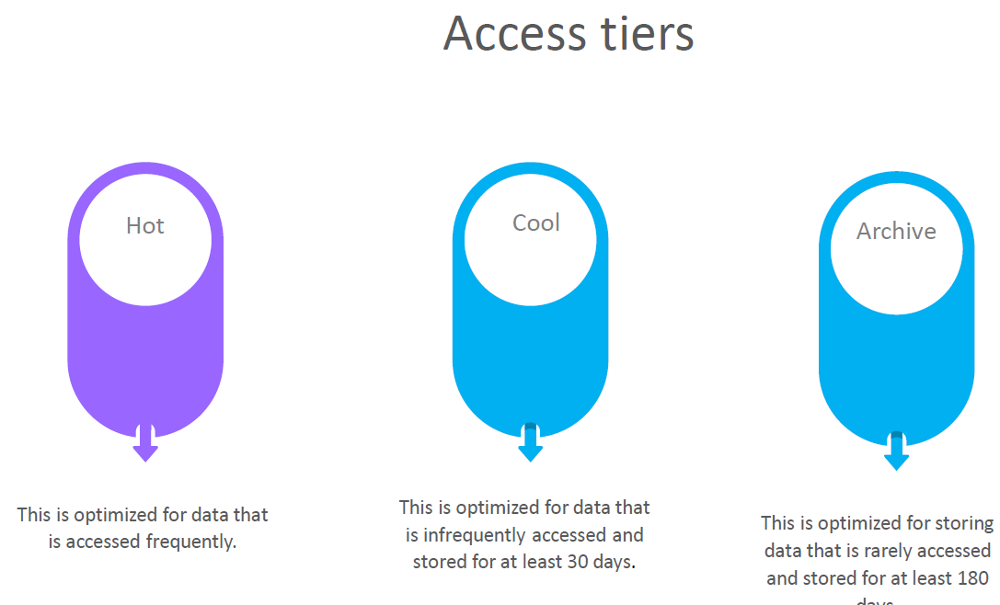 Access tiers
Hot
This is optimized for data that
is accessed frequently.
Cool
This is optimized for data that
is infrequently accessed and
stored for at least 30 days.
Archive
This is optimized for storing
data that is rarely accessed
and stored for at least 180
days